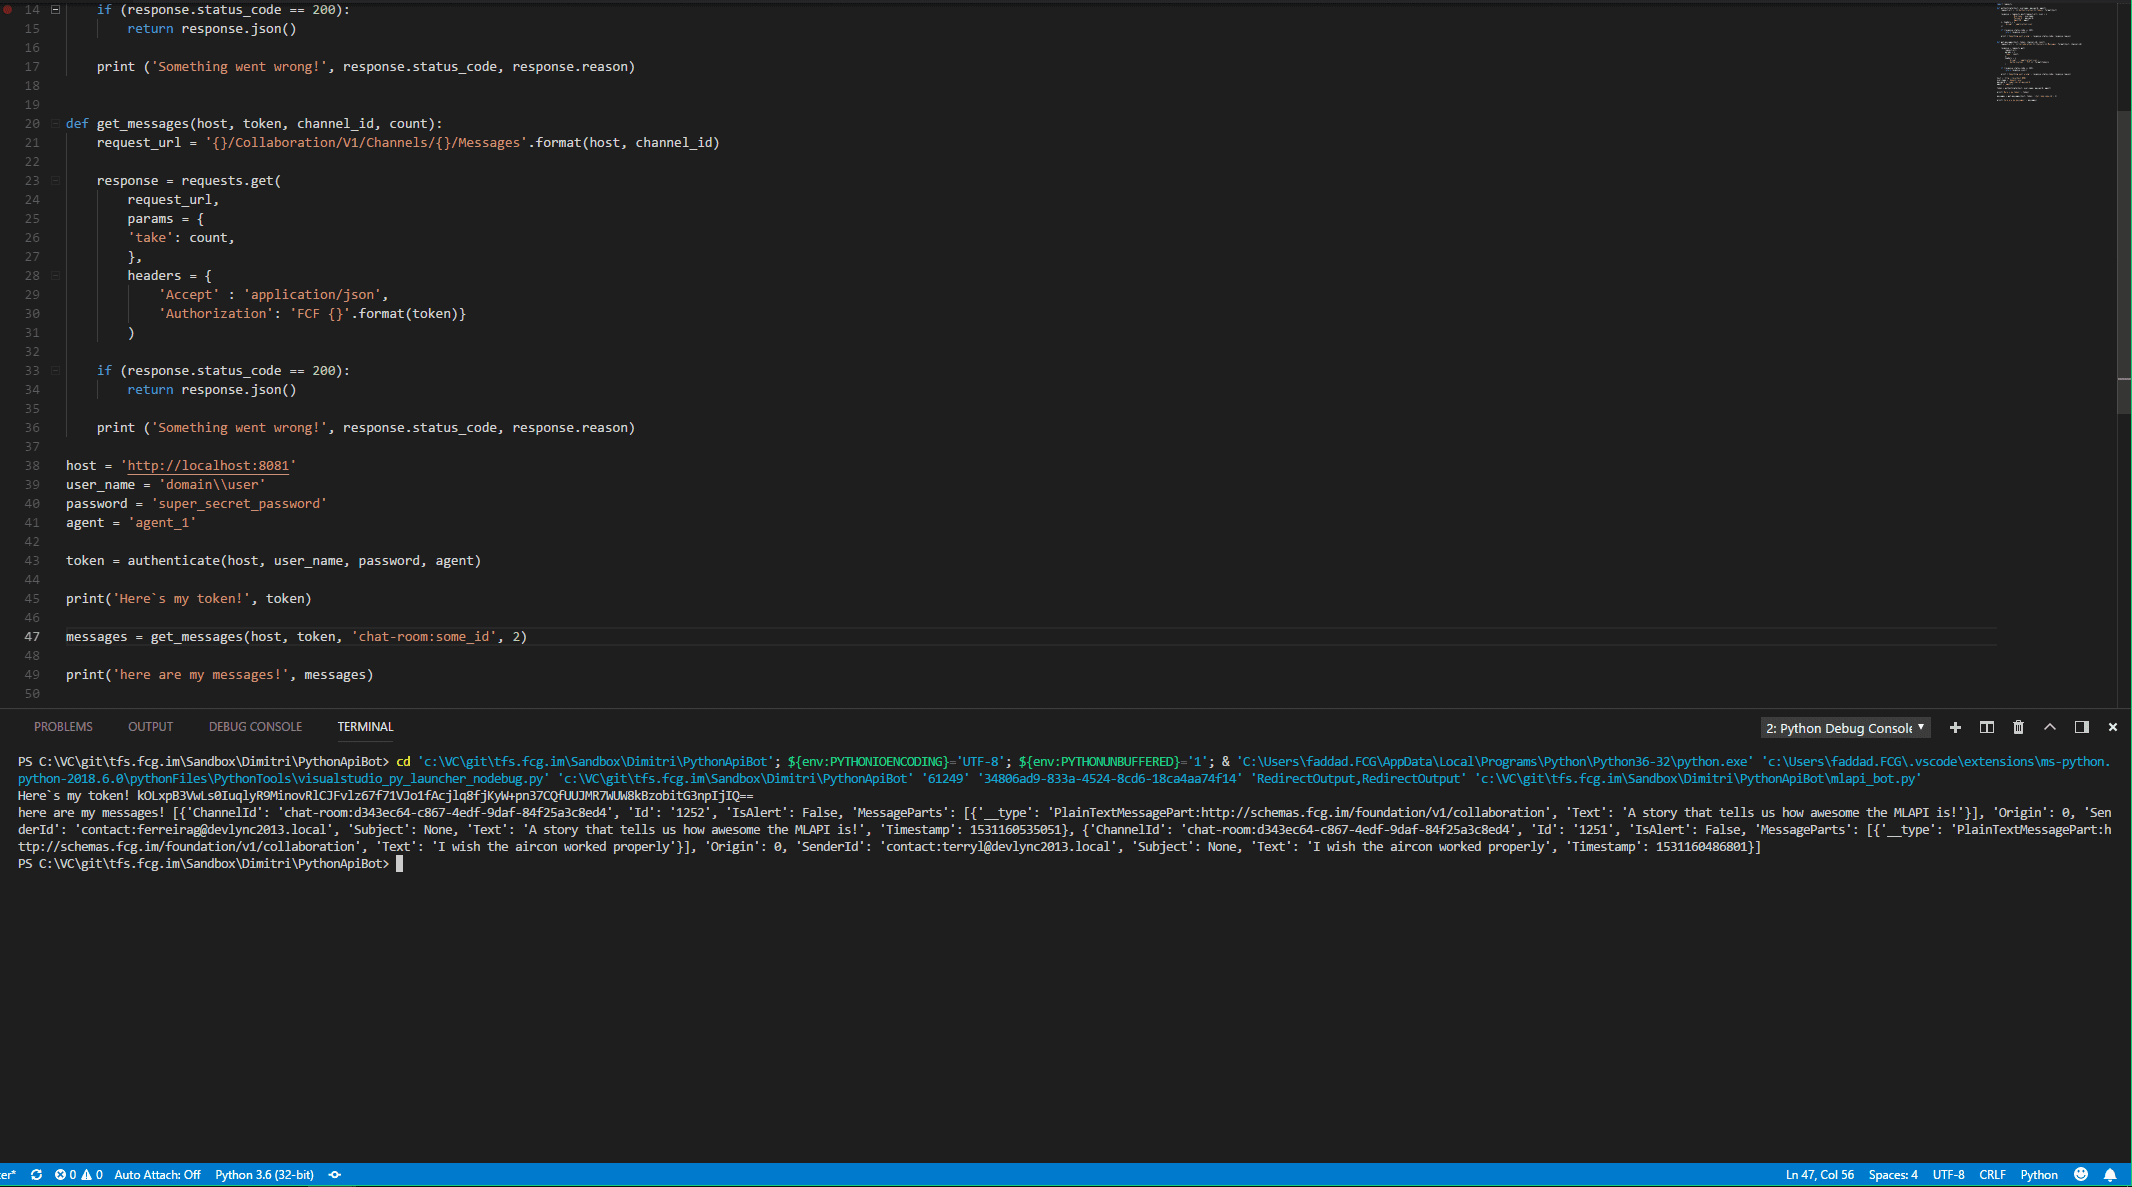 14 if (response.status_code == 200):
15 return response.json()
16
17 print ('Something went wrong!', response.status_code, response.reason)
18
19
20 def get_messages(host, token, channel_id, count):
21 request_url = '{}/Collaboration/V1/Channels/{}/Messages'.format(host, channel_id)
22
23 response = requests.get(
24 request_url,
25 params = {
26 'take': count,
27 },
28 headers = {
29 'Accept' : 'application/json',
30 'Authorization': 'FCF {}'.format(token)}
31 )
32
33 if (response.status_code == 200):
34 return response.json()
35
36 print ('Something went wrong!', response.status_code, response.reason)
37
38 host = 'http://localhost:8081'
39 user_name = 'domain\\user'
40 password = 'super_secret_password'
41 agent = 'agent_1'
42
43 token = authenticate(host, user_name, password, agent)
44
45 print('Here`s my token!', token)
46
47 messages = get_messages(host, token, 'chat-room:some_id', 2)
48
49 print('here are my messages!', messages)
50
PROBLEMS OUTPUT DEBUG CONSOLE TERMINAL 2: Python Debug Console
PS C:\VC\git\tfs.fcg.im\Sandbox\Dimitri\PythonApiBot> cd 'c:\VC\git\tfs.fcg.im\Sandbox\Dimitri\PythonApiBot'; ${env:PYTHONIOENCODING}='UTF-8'; ${env:PYTHONUNBUFFERED}='1'; & 'C:\Users\faddad.FCG\AppData\Local\Programs\Python\Python36-32\python.exe' 'c:\Users\faddad.FCG\.vscode\extensions\ms-python.
python-2018.6.0\pythonFiles\PythonTools\visualstudio_py_launcher_nodebug.py' 'c:\VC\git\tfs.fcg.im\Sandbox\Dimitri\PythonApiBot' '61249' '34806ad9-833a-4524-8cd6-18ca4aa74f14' 'RedirectOutput,RedirectOutput' 'c:\VC\git\tfs.fcg.im\Sandbox\Dimitri\PythonApiBot\mlapi_bot.py'
Here`s my token! kOLxpB3VwLs0IuqlyR9MinovRlCJFvlz67f71VJo1fAcjlq8fjKyW+pn37CQfUUJMR7WUW8kBzobitG3npIjIQ==
here are my messages! [{'ChannelId': 'chat-room:d343ec64-c867-4edf-9daf-84f25a3c8ed4', 'Id': '1252', 'IsAlert': False, 'MessageParts': [{'__type': 'PlainTextMessagePart:http://schemas.fcg.im/foundation/v1/collaboration', 'Text': 'A story that tells us how awesome the MLAPI is!'}], 'Origin': 0, 'Sen
derId': 'contact:ferreirag@devlync2013.local', 'Subject': None, 'Text': 'A story that tells us how awesome the MLAPI is!', 'Timestamp': 1531160535051}, {'ChannelId': 'chat-room:d343ec64-c867-4edf-9daf-84f25a3c8ed4', 'Id': '1251', 'IsAlert': False, 'MessageParts': [{'__type': 'PlainTextMessagePart:h
ttp://schemas.fcg.im/foundation/v1/collaboration', 'Text': 'I wish the aircon worked properly'}], 'Origin': 0, 'SenderId': 'contact:terryl@devlync2013.local', 'Subject': None, 'Text': 'I wish the aircon worked properly', 'Timestamp': 1531160486801}]
PS C:\VC\git\tfs.fcg.im\Sandbox\Dimitri\PythonApiBot>
er* 0 0 Auto Attach: Off Python 3.6 (32-bit) Ln 47, Col 56 Spaces: 4 UTF-8 CRLF Python